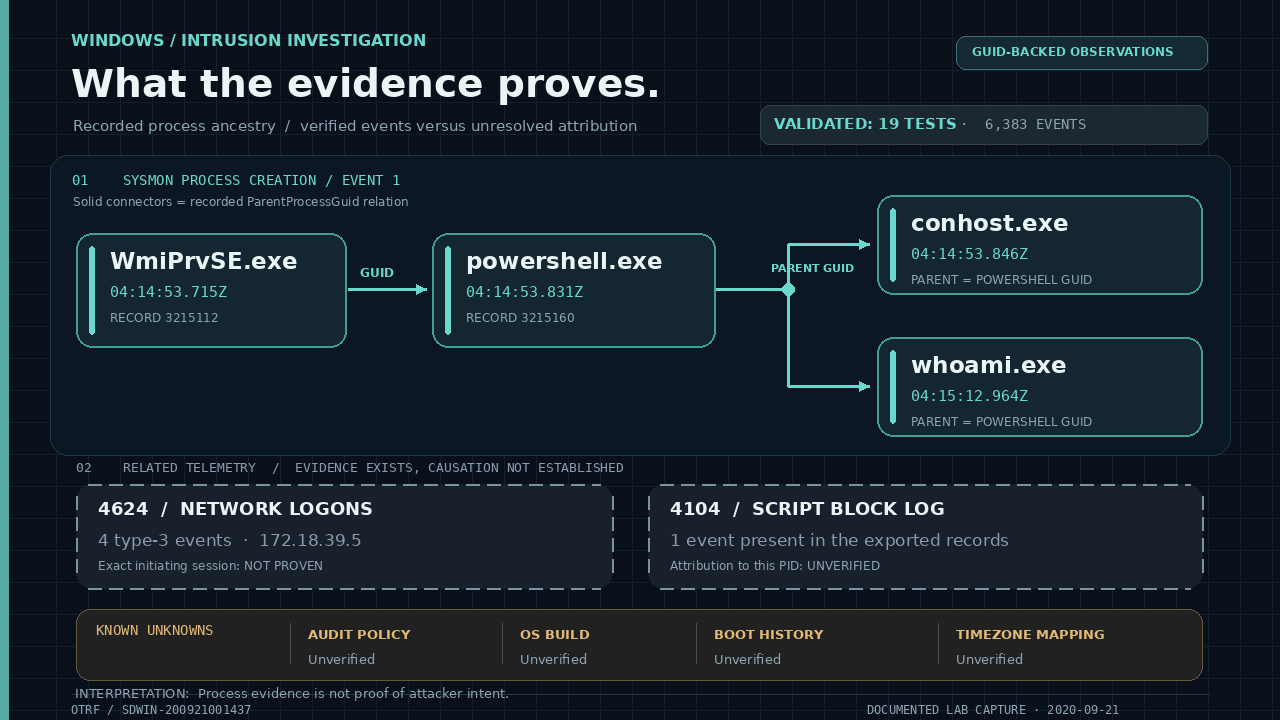 WINDOWS / INTRUSION INVESTIGATION
GUID-BACKED OBSERVATIONS
What the evidence proves.
Recorded process ancestry / verified events versus unresolved attribution
VALIDATED: 19 TESTS · 6,383 EVENTS
01 SYSMON PROCESS CREATION / EVENT 1
Solid connectors = recorded ParentProcessGuid relation
WmiPrvSE.exe
04:14:53.715Z
RECORD 3215112
GUID
powershell.exe
04:14:53.831Z
RECORD 3215160
PARENT GUID
conhost.exe
04:14:53.846Z
PARENT = POWERSHELL GUID
whoami.exe
04:15:12.964Z
PARENT = POWERSHELL GUID
02 RELATED TELEMETRY / EVIDENCE EXISTS, CAUSATION NOT ESTABLISHED
4624 / NETWORK LOGONS
4 type-3 events · 172.18.39.5
Exact initiating session: NOT PROVEN
4104 / SCRIPT BLOCK LOG
1 event present in the exported records
Attribution to this PID: UNVERIFIED
KNOWN UNKNOWNS
AUDIT POLICY
Unverified
OS BUILD
Unverified
BOOT HISTORY
Unverified
TIMEZONE MAPPING
Unverified
INTERPRETATION: Process evidence is not proof of attacker intent.
OTRF / SDWIN-200921001437
DOCUMENTED LAB CAPTURE · 2020-09-21